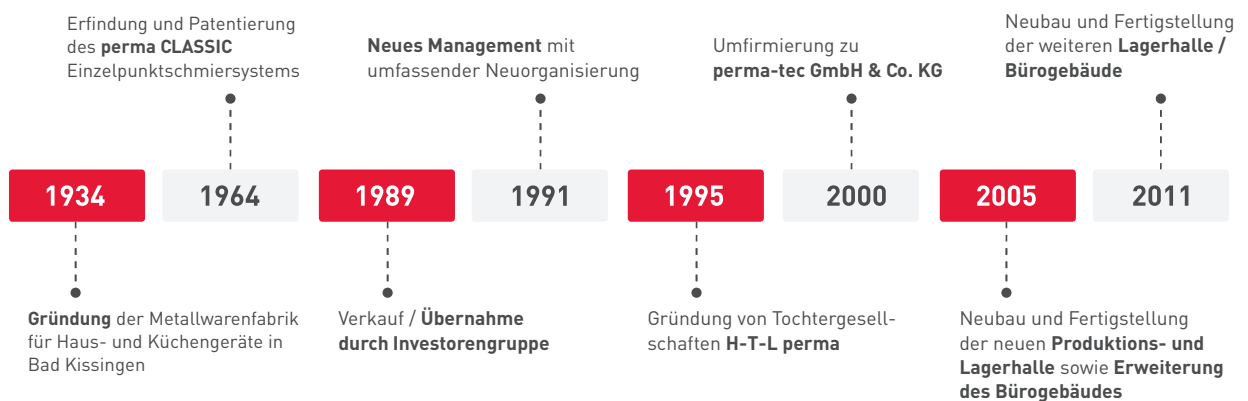 Erfindung und Patentierung
des perma CLASSIC
Einzelpunktschmiersystems
Neues Management mit
umfassender Neuorganisierung
Umfirmierung zu
perma-tec GmbH & Co. KG
Neubau und Fertigstellung
der weiteren Lagerhalle /
Bürogebäude
1934
1964
1989
1991
1995
2000
2005
2011
Gründung der Metallwarenfabrik
für Haus- und Küchengeräte in
Bad Kissingen
Verkauf / Übernahme
durch Investorengruppe
Gründung von Tochtergesell-
schaften H-T-L perma
Neubau und Fertigstellung
der neuen Produktions- und
Lagerhalle sowie Erweiterung
des Bürogebäudes